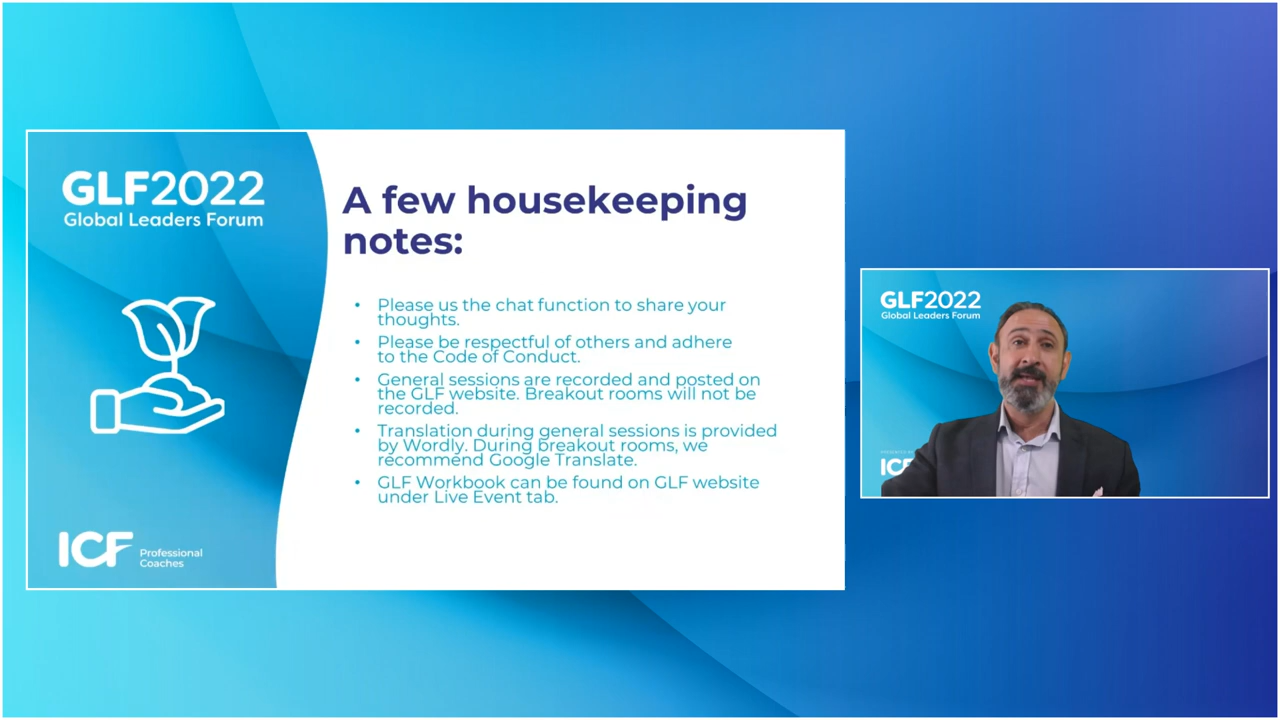 GLF2022
Global Leaders Forum
A few housekeeping
notes:
• Please us the chat function to share your
thoughts.
• Please be respectful of others and adhere
to the Code of Conduct.
• General sessions are recorded and posted on
the GLF website. Breakout rooms will not be
recorded.
• Translation during general sessions is provided
by Wordly. During breakout rooms, we
recommend Google Translate.
• GLF Workbook can be found on GLF website
under Live Event tab.
ICF Professional
Coaches
GLF2022
Global Leaders Forum
ICF